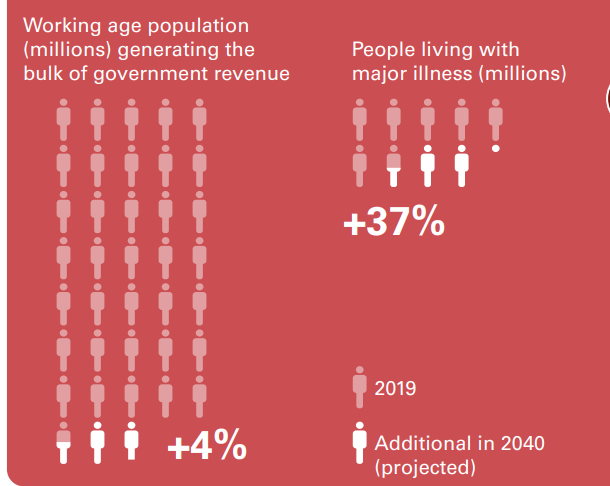 Working age population
(millions) generating the
bulk of government revenue
+4%
People living with
major illness (millions)
+37%
2019
Additional in 2040
(projected)